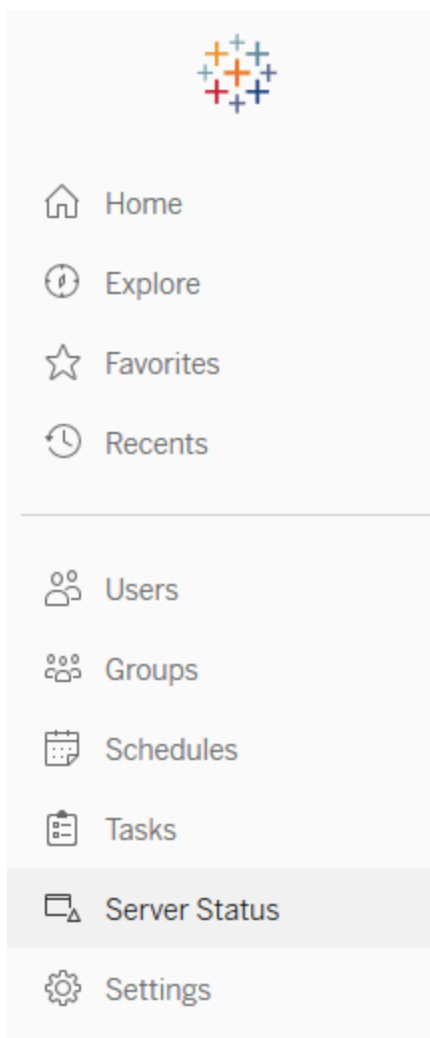 Home
Explore
Favorites
Recents
Users
Groups
Schedules
Tasks
Server Status
Settings